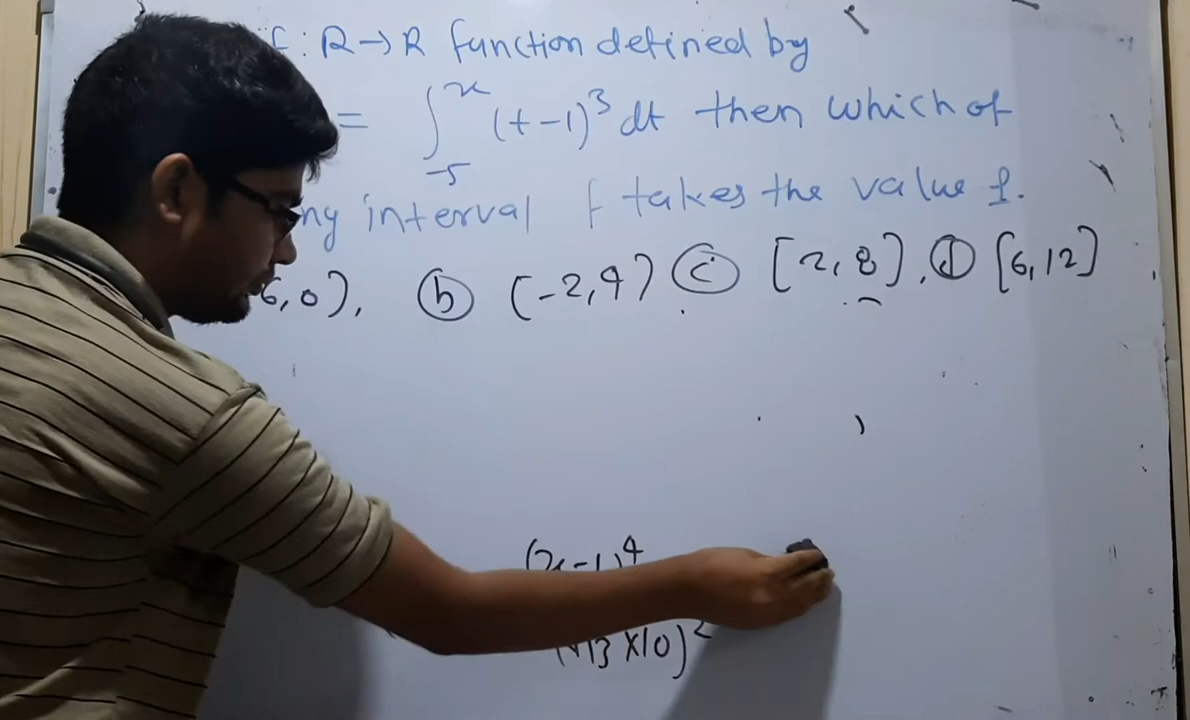 f : R → R function defined by
= ∫_{-5}^{x} (t-1)^3 dt then which of
ng interval f takes the value 1.
6, 0), ⓑ (-2, 4) ⓒ [2, 8], ⓓ [6, 12]
(x-1)^4
13 × 10)^2